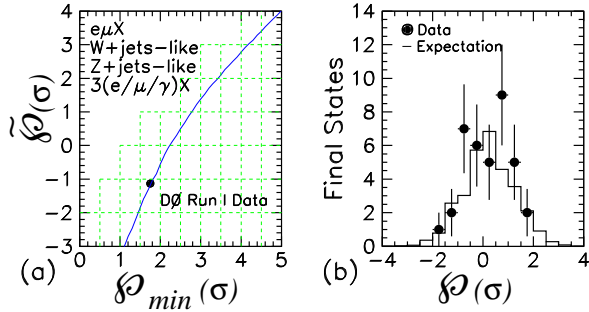 eμX
W+jets-like
Z+jets-like
3(e/μ/γ)X
DØ Run I Data
4
3
2
1
0
−1
−2
−3
℘̃(σ)
0 1 2 3 4 5
(a)
℘min (σ)
Data
Expectation
14
12
10
8
6
4
2
0
Final States
−4 −2 0 2 4
(b)
℘(σ)